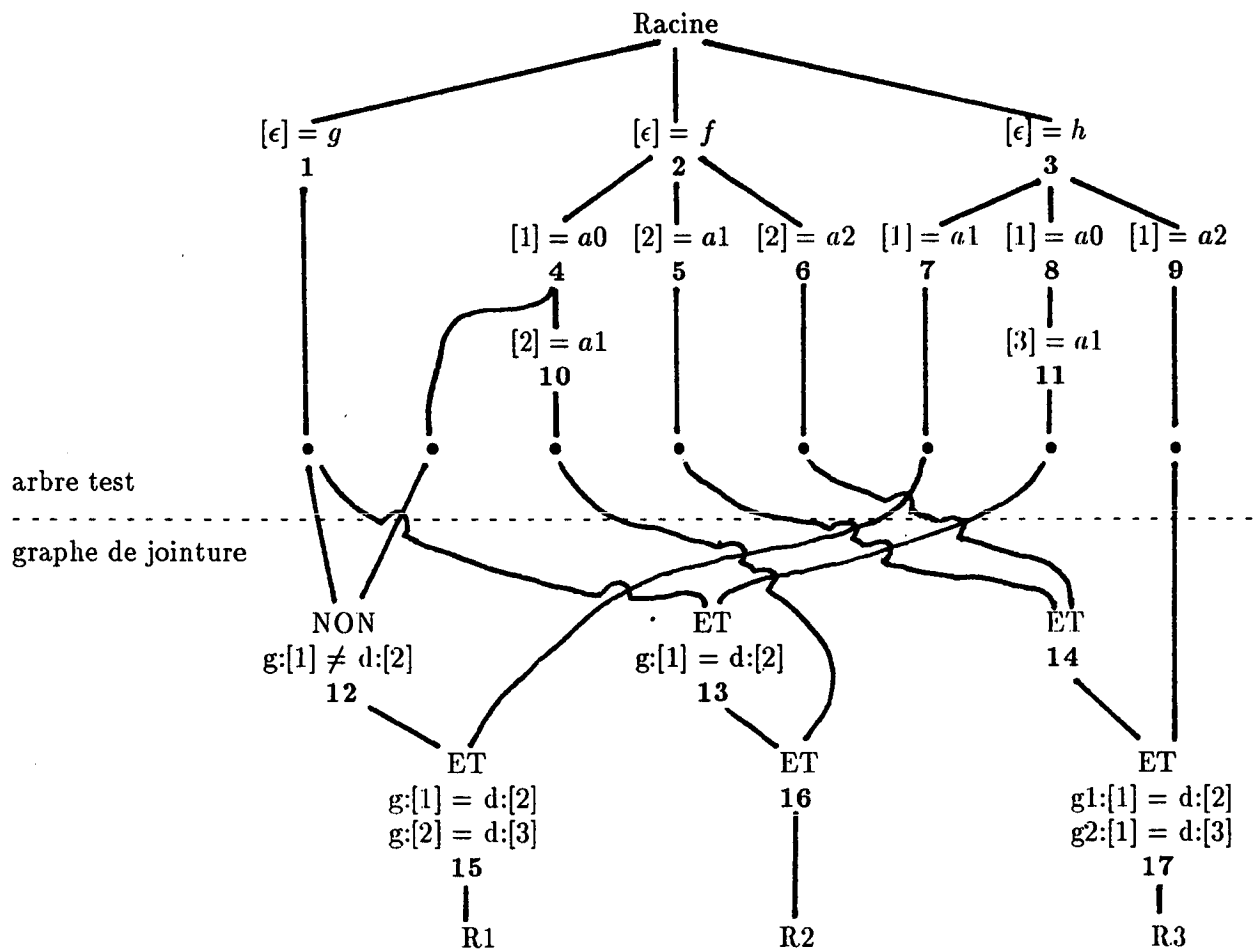 Racine
[ϵ] = g [ϵ] = f [ϵ] = h
1 2 3
[1] = a0 [2] = a1 [2] = a2 [1] = a1 [1] = a0 [1] = a2
4 5 6 7 8 9
[2] = a1 [3] = a1
10 11
arbre test
graphe de jointure
NON ET ET
g:[1] ≠ d:[2] g:[1] = d:[2] 14
12 13
ET ET ET
g:[1] = d:[2] 16 g1:[1] = d:[2]
g:[2] = d:[3] g2:[1] = d:[3]
15 17
R1 R2 R3